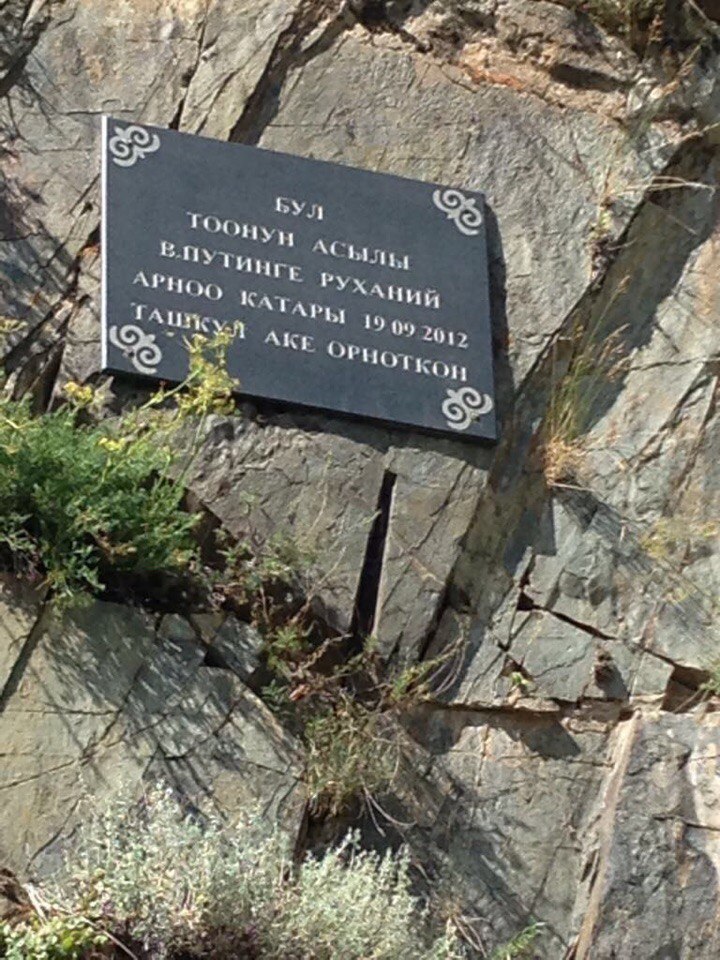 БУЛ
ТООНУН АСЫЛЫ
В.ПУТИНГЕ РУХАНИЙ
АРНОО КАТАРЫ 19 09 2012
ТАШКУЛ АКЕ ОРНОТКОН